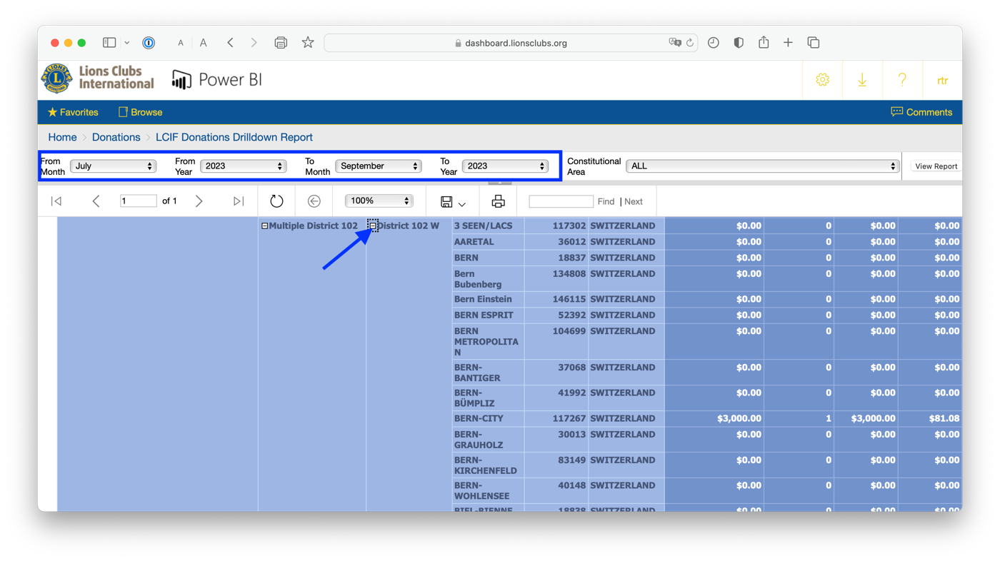 dashboard.lionsclubs.org
Lions Clubs
International
Power BI
rtr
Favorites
Browse
Comments
Home
Donations
LCIF Donations Drilldown Report
From
Month
July
From
Year
2023
To
Month
September
To
Year
2023
Constitutional
Area
ALL
View Report
1
of 1
100%
Find | Next
Multiple District 102 District 102 W 3 SEEN/LACS 117302 SWITZERLAND $0.00 0 $0.00 $0.00
AARETAL 36012 SWITZERLAND $0.00 0 $0.00 $0.00
BERN 18837 SWITZERLAND $0.00 0 $0.00 $0.00
Bern 134808 SWITZERLAND $0.00 0 $0.00 $0.00
Bubenberg
Bern Einstein 146115 SWITZERLAND $0.00 0 $0.00 $0.00
BERN ESPRIT 52392 SWITZERLAND $0.00 0 $0.00 $0.00
BERN 104699 SWITZERLAND $0.00 0 $0.00 $0.00
METROPOLITA
N
BERN- 37068 SWITZERLAND $0.00 0 $0.00 $0.00
BANTIGER
BERN- 41992 SWITZERLAND $0.00 0 $0.00 $0.00
BÜMPLIZ
BERN-CITY 117267 SWITZERLAND $3,000.00 1 $3,000.00 $81.08
BERN- 30013 SWITZERLAND $0.00 0 $0.00 $0.00
GRAUHOLZ
BERN- 83149 SWITZERLAND $0.00 0 $0.00 $0.00
KIRCHENFELD
BERN- 40148 SWITZERLAND $0.00 0 $0.00 $0.00
WOHLENSEE
BIEL-BIENNE 18838 SWITZERLAND $0.00 0 $0.00 $0.00